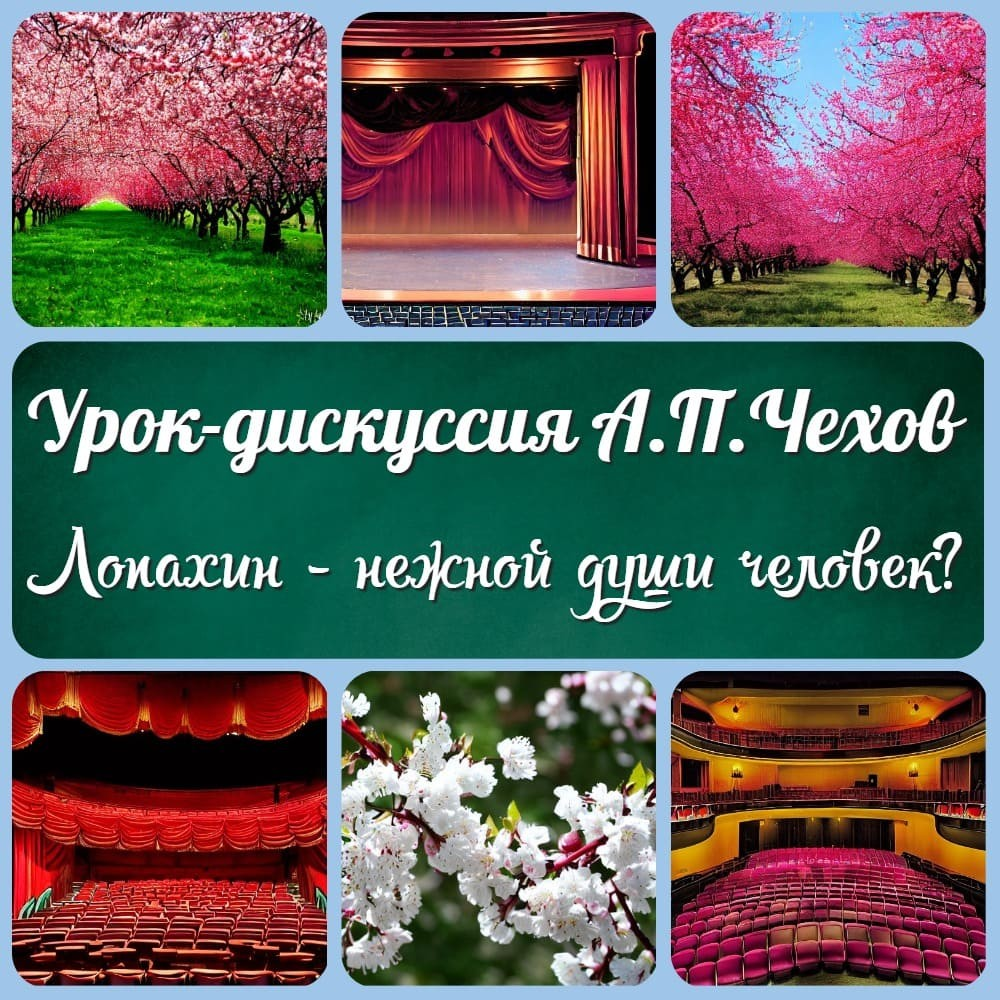 Урок-дискуссия А.П.Чехов
Лопахин - нежной души человек?